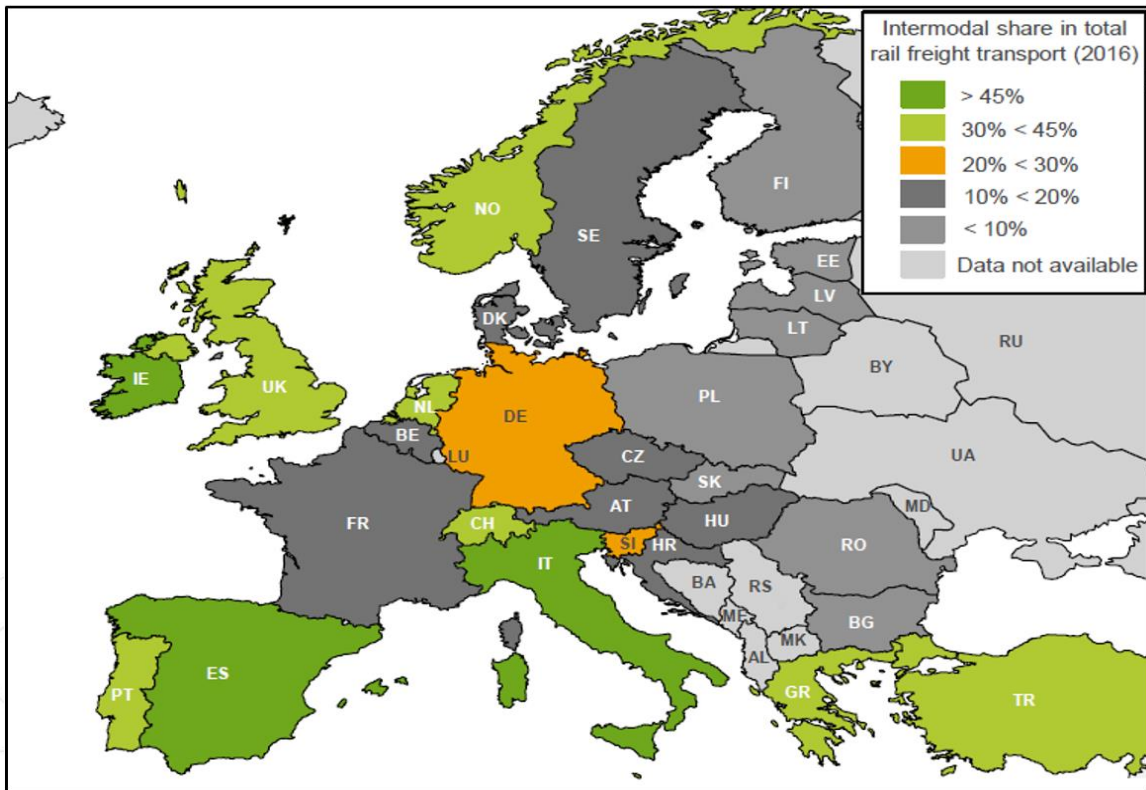 Intermodal share in total
rail freight transport (2016)
> 45%
30% < 45%
20% < 30%
10% < 20%
< 10%
Data not available
NO
SE
FI
EE
LV
LT
DK
RU
BY
IE
UK
NL
DE
PL
BE
LU
CZ
UA
SK
FR
CH
AT
HU
MD
RO
IT
SI
HR
BA
RS
ME
MK
AL
BG
PT
ES
GR
TR